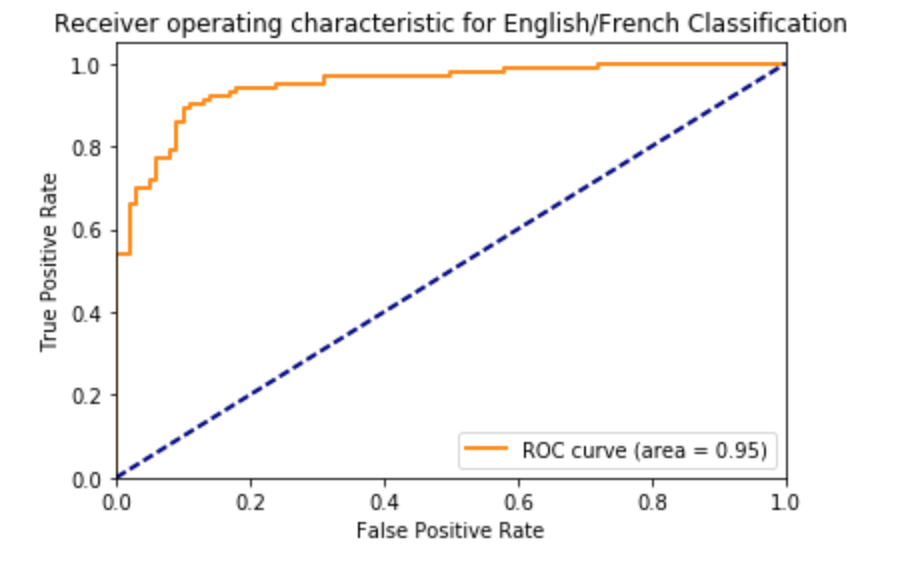 Receiver operating characteristic for English/French Classification
1.0
0.8
0.6
0.4
0.2
0.0
True Positive Rate
ROC curve (area = 0.95)
0.0 0.2 0.4 0.6 0.8 1.0
False Positive Rate